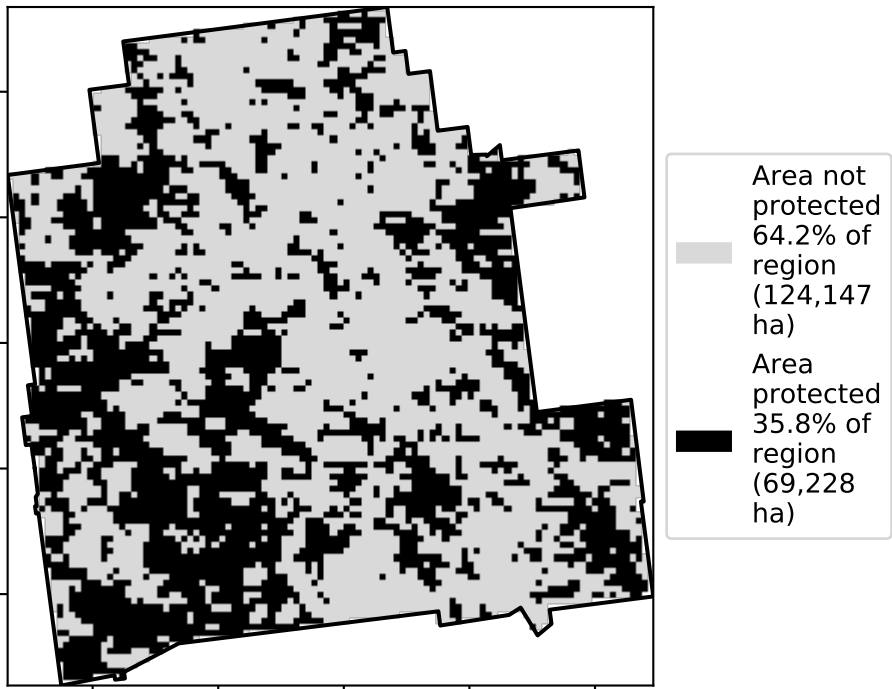 Area not
protected
64.2% of
region
(124,147
ha)
Area
protected
35.8% of
region
(69,228
ha)